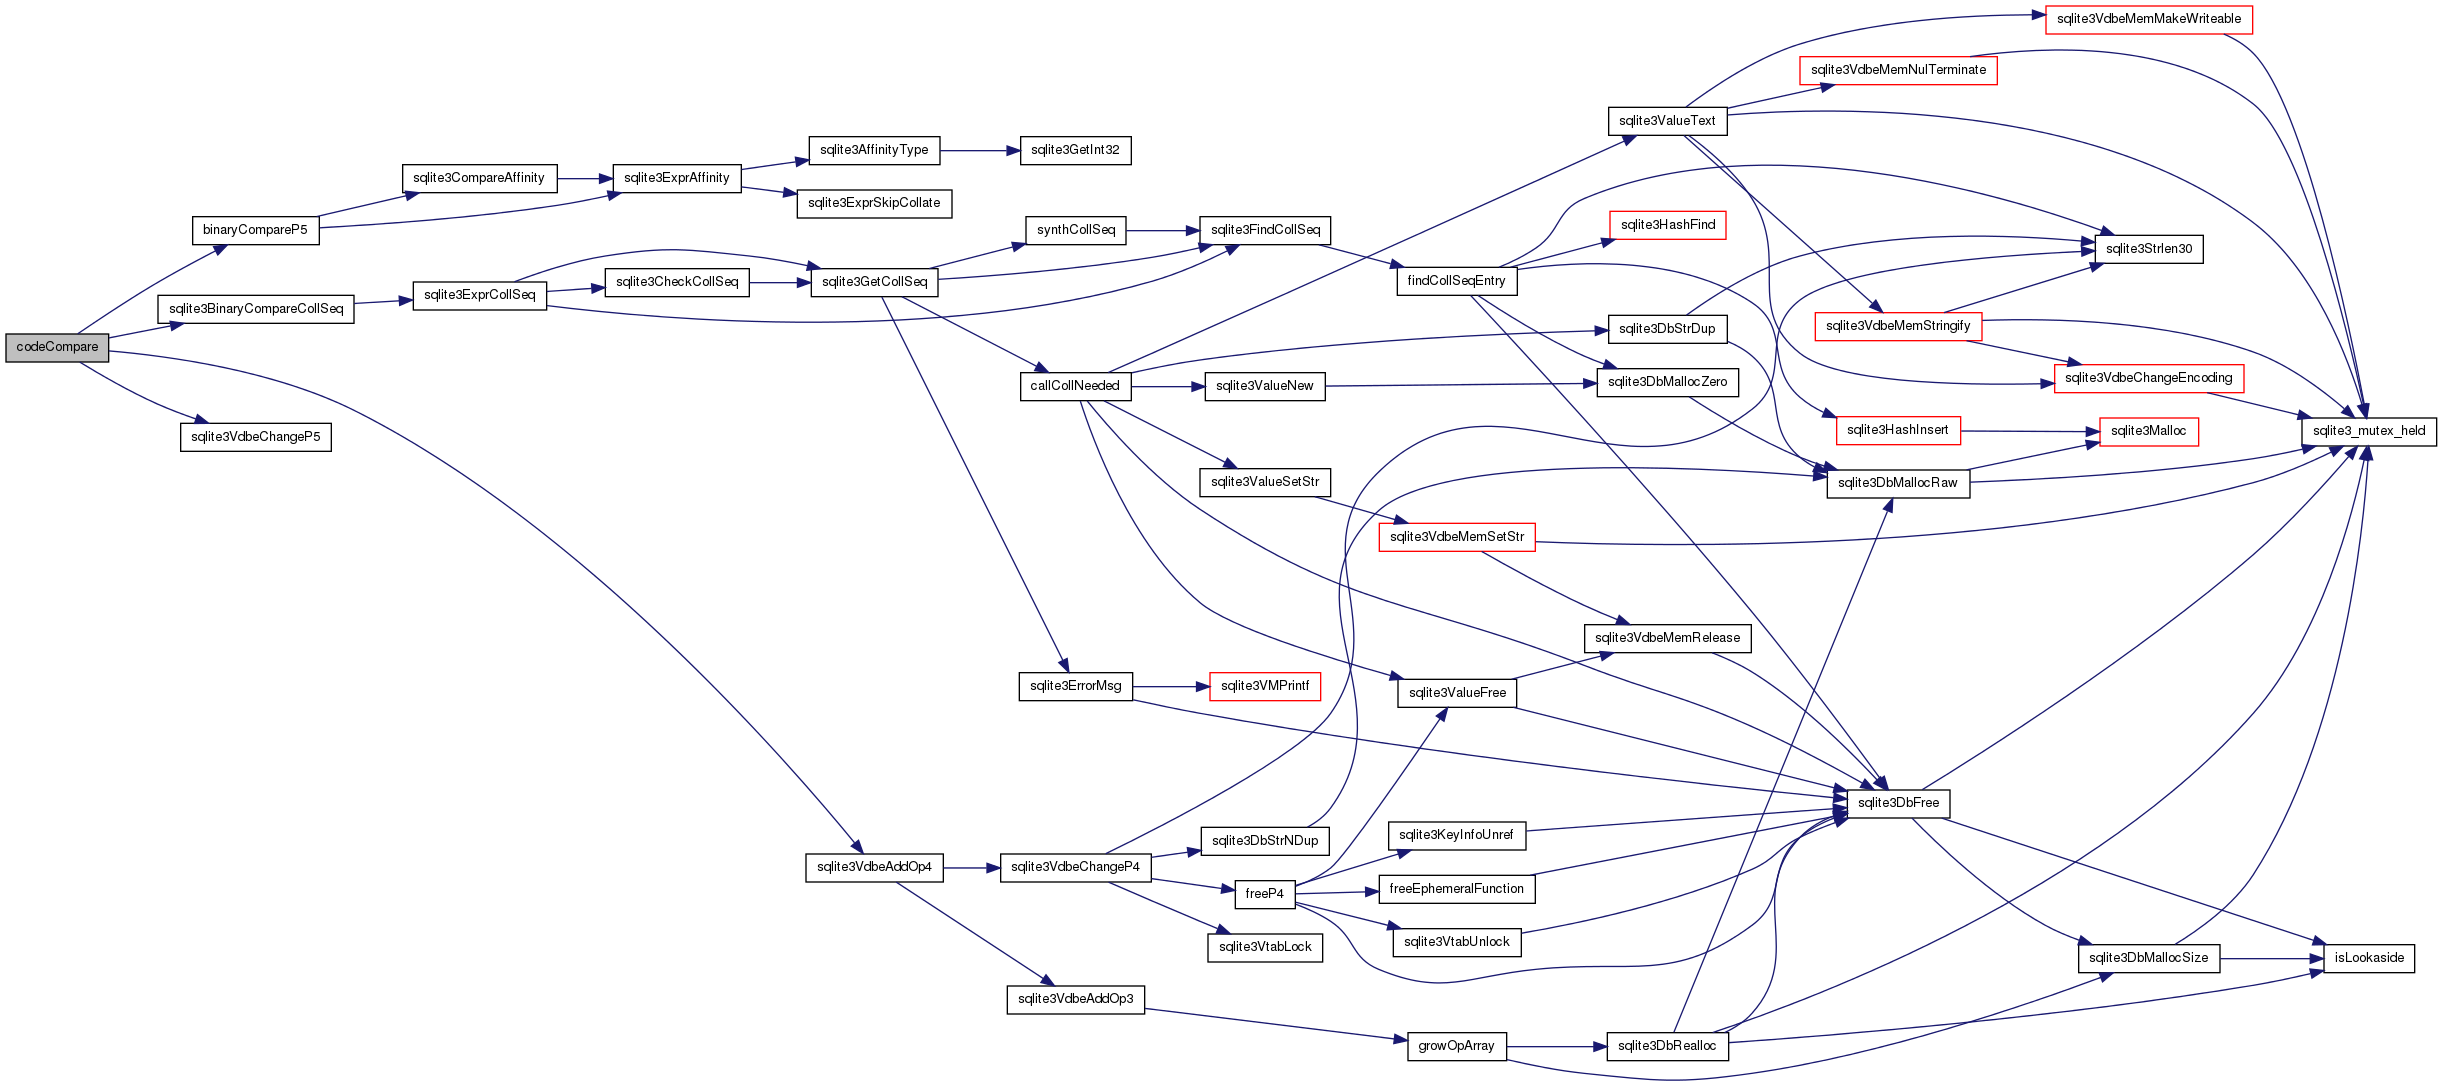 codeCompare
binaryCompareP5
sqlite3BinaryCompareCollSeq
sqlite3VdbeChangeP5
sqlite3CompareAffinity
sqlite3ExprCollSeq
sqlite3ExprAffinity
sqlite3CheckCollSeq
sqlite3AffinityType
sqlite3ExprSkipCollate
sqlite3GetCollSeq
sqlite3VdbeAddOp4
sqlite3GetInt32
synthCollSeq
callCollNeeded
sqlite3ErrorMsg
sqlite3VdbeChangeP4
sqlite3VdbeAddOp3
sqlite3FindCollSeq
sqlite3ValueNew
sqlite3ValueSetStr
sqlite3VMPrintf
sqlite3DbStrNDup
freeP4
sqlite3VtabLock
findCollSeqEntry
sqlite3VdbeMemSetStr
sqlite3ValueFree
sqlite3KeyInfoUnref
freeEphemeralFunction
sqlite3VtabUnlock
growOpArray
sqlite3ValueText
sqlite3HashFind
sqlite3DbStrDup
sqlite3DbMallocZero
sqlite3VdbeMemRelease
sqlite3DbRealloc
sqlite3VdbeMemNulTerminate
sqlite3VdbeMemStringify
sqlite3HashInsert
sqlite3DbMallocRaw
sqlite3DbFree
sqlite3VdbeMemMakeWriteable
sqlite3Strlen30
sqlite3VdbeChangeEncoding
sqlite3Malloc
sqlite3DbMallocSize
sqlite3_mutex_held
isLookaside